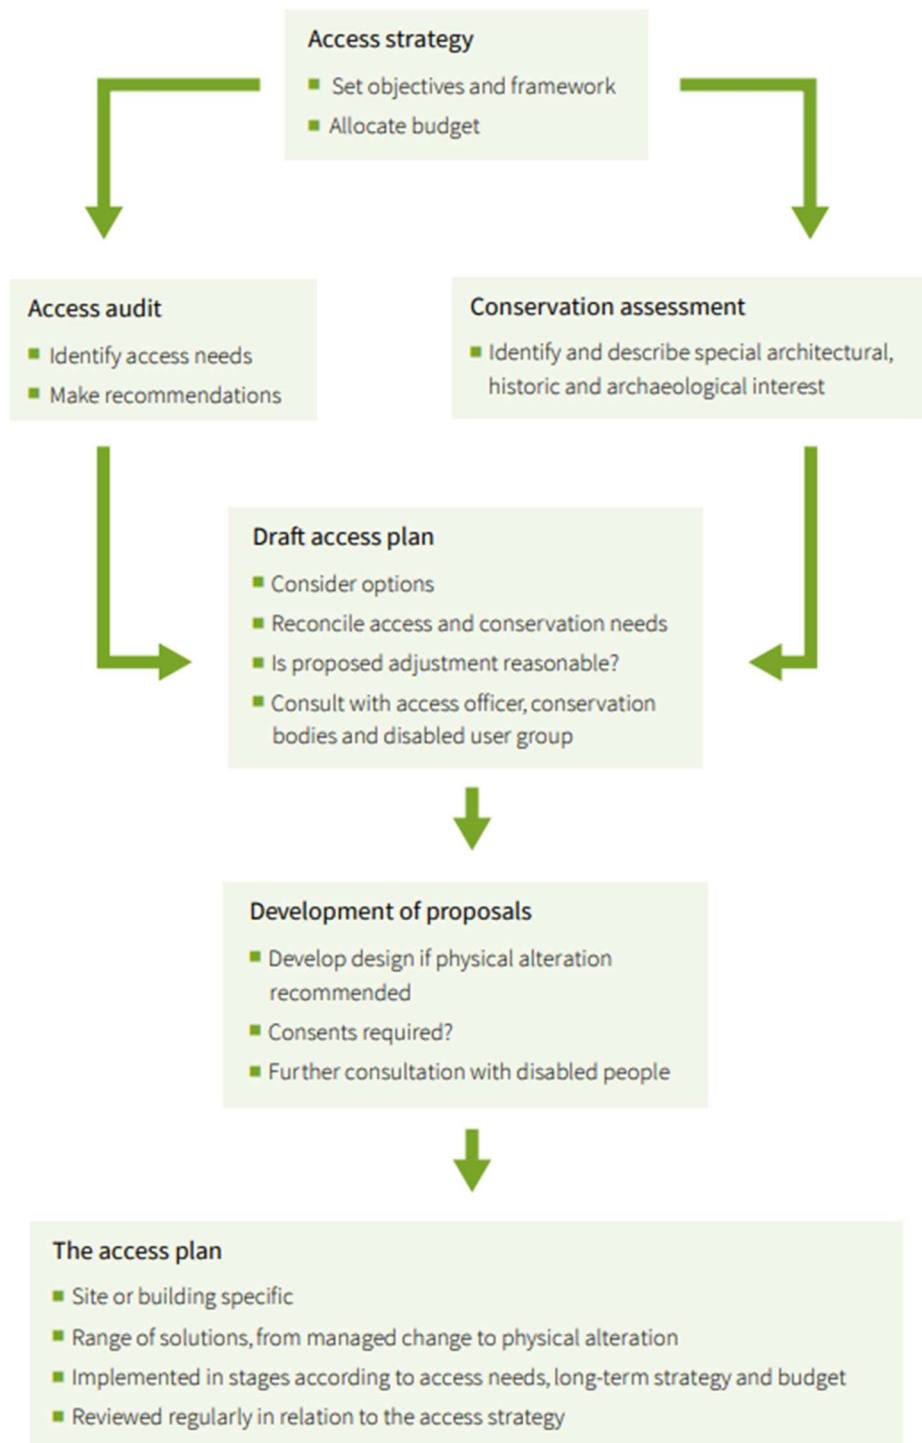 Access strategy
Set objectives and framework
Allocate budget
Access audit
Identify access needs
Make recommendations
Conservation assessment
Identify and describe special architectural,
historic and archaeological interest
Draft access plan
Consider options
Reconcile access and conservation needs
Is proposed adjustment reasonable?
Consult with access officer, conservation
bodies and disabled user group
Development of proposals
Develop design if physical alteration
recommended
Consents required?
Further consultation with disabled people
The access plan
Site or building specific
Range of solutions, from managed change to physical alteration
Implemented in stages according to access needs, long-term strategy and budget
Reviewed regularly in relation to the access strategy